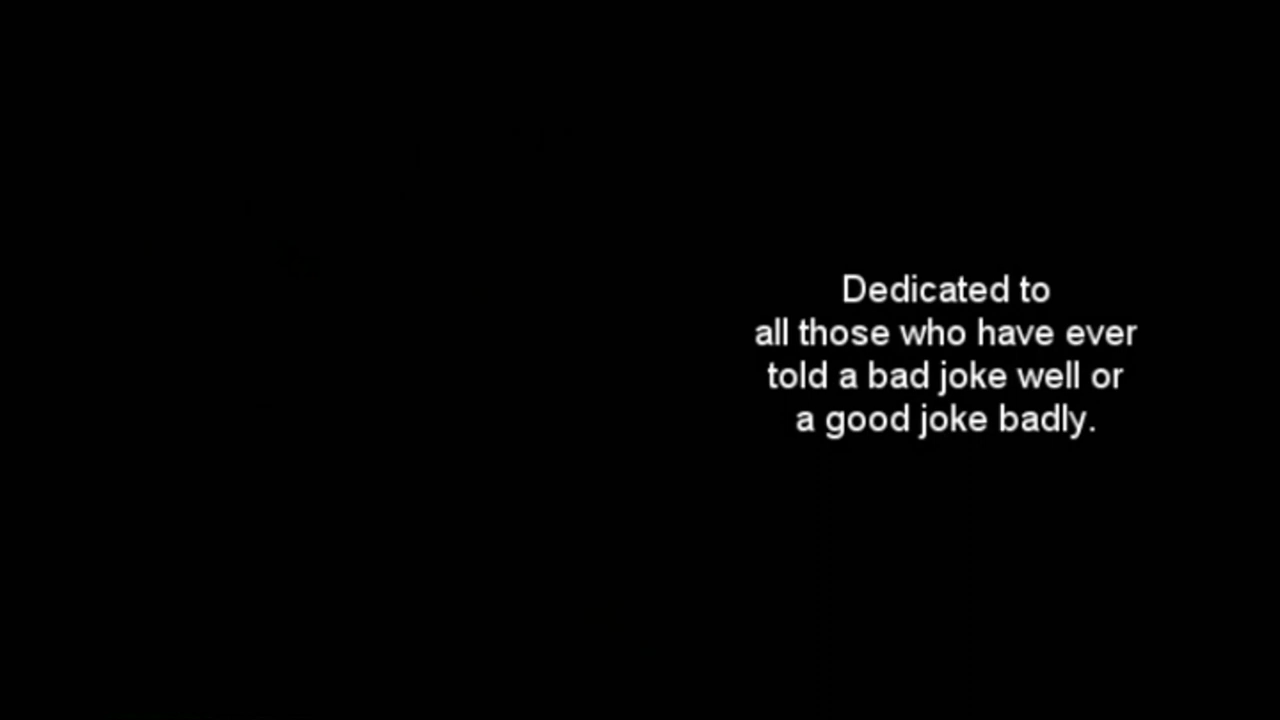 Dedicated to
all those who have ever
told a bad joke well or
a good joke badly.